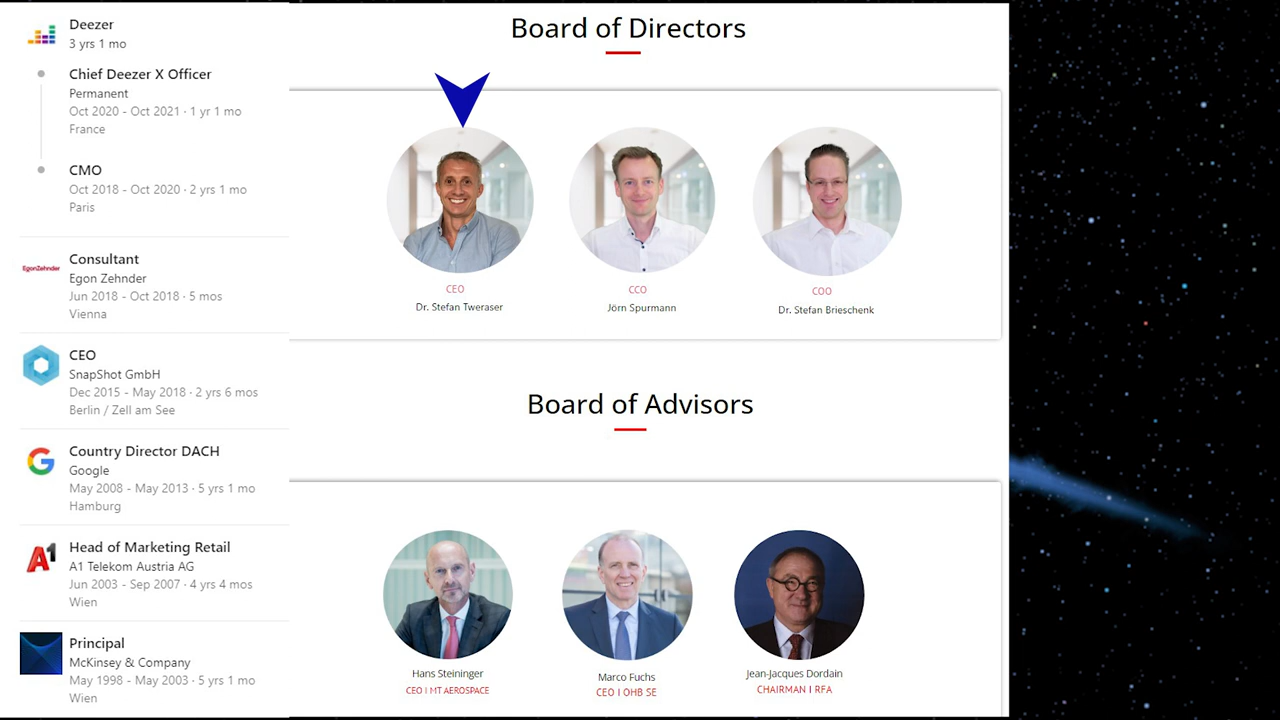 Deezer
3 yrs 1 mo
Chief Deezer X Officer
Permanent
Oct 2020 - Oct 2021 · 1 yr 1 mo
France
CMO
Oct 2018 - Oct 2020 · 2 yrs 1 mo
Paris
EgonZehnder
Consultant
Egon Zehnder
Jun 2018 - Oct 2018 · 5 mos
Vienna
CEO
SnapShot GmbH
Dec 2015 - May 2018 · 2 yrs 6 mos
Berlin / Zell am See
G
Country Director DACH
Google
May 2008 - May 2013 · 5 yrs 1 mo
Hamburg
A1
Head of Marketing Retail
A1 Telekom Austria AG
Jun 2003 - Sep 2007 · 4 yrs 4 mos
Wien
Principal
McKinsey & Company
May 1998 - May 2003 · 5 yrs 1 mo
Wien
Board of Directors
CEO
Dr. Stefan Tweraser
CCO
Jörn Spurmann
COO
Dr. Stefan Brieschenk
Board of Advisors
Hans Steininger
CEO I MT AEROSPACE
Marco Fuchs
CEO I OHB SE
Jean-Jacques Dordain
CHAIRMAN I RFA